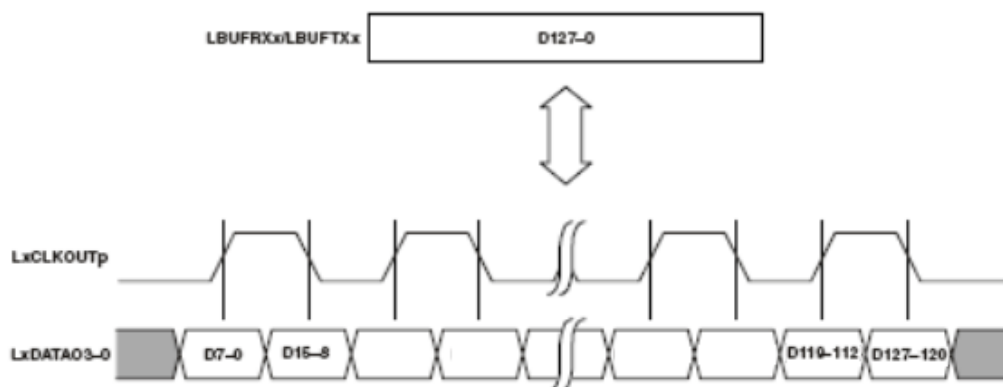 LBUFRXx/LBUFTXx D127–0
LxCLKOUTp
LxDATAO3–0 D7–0 D15–8 D119–112 D127–120